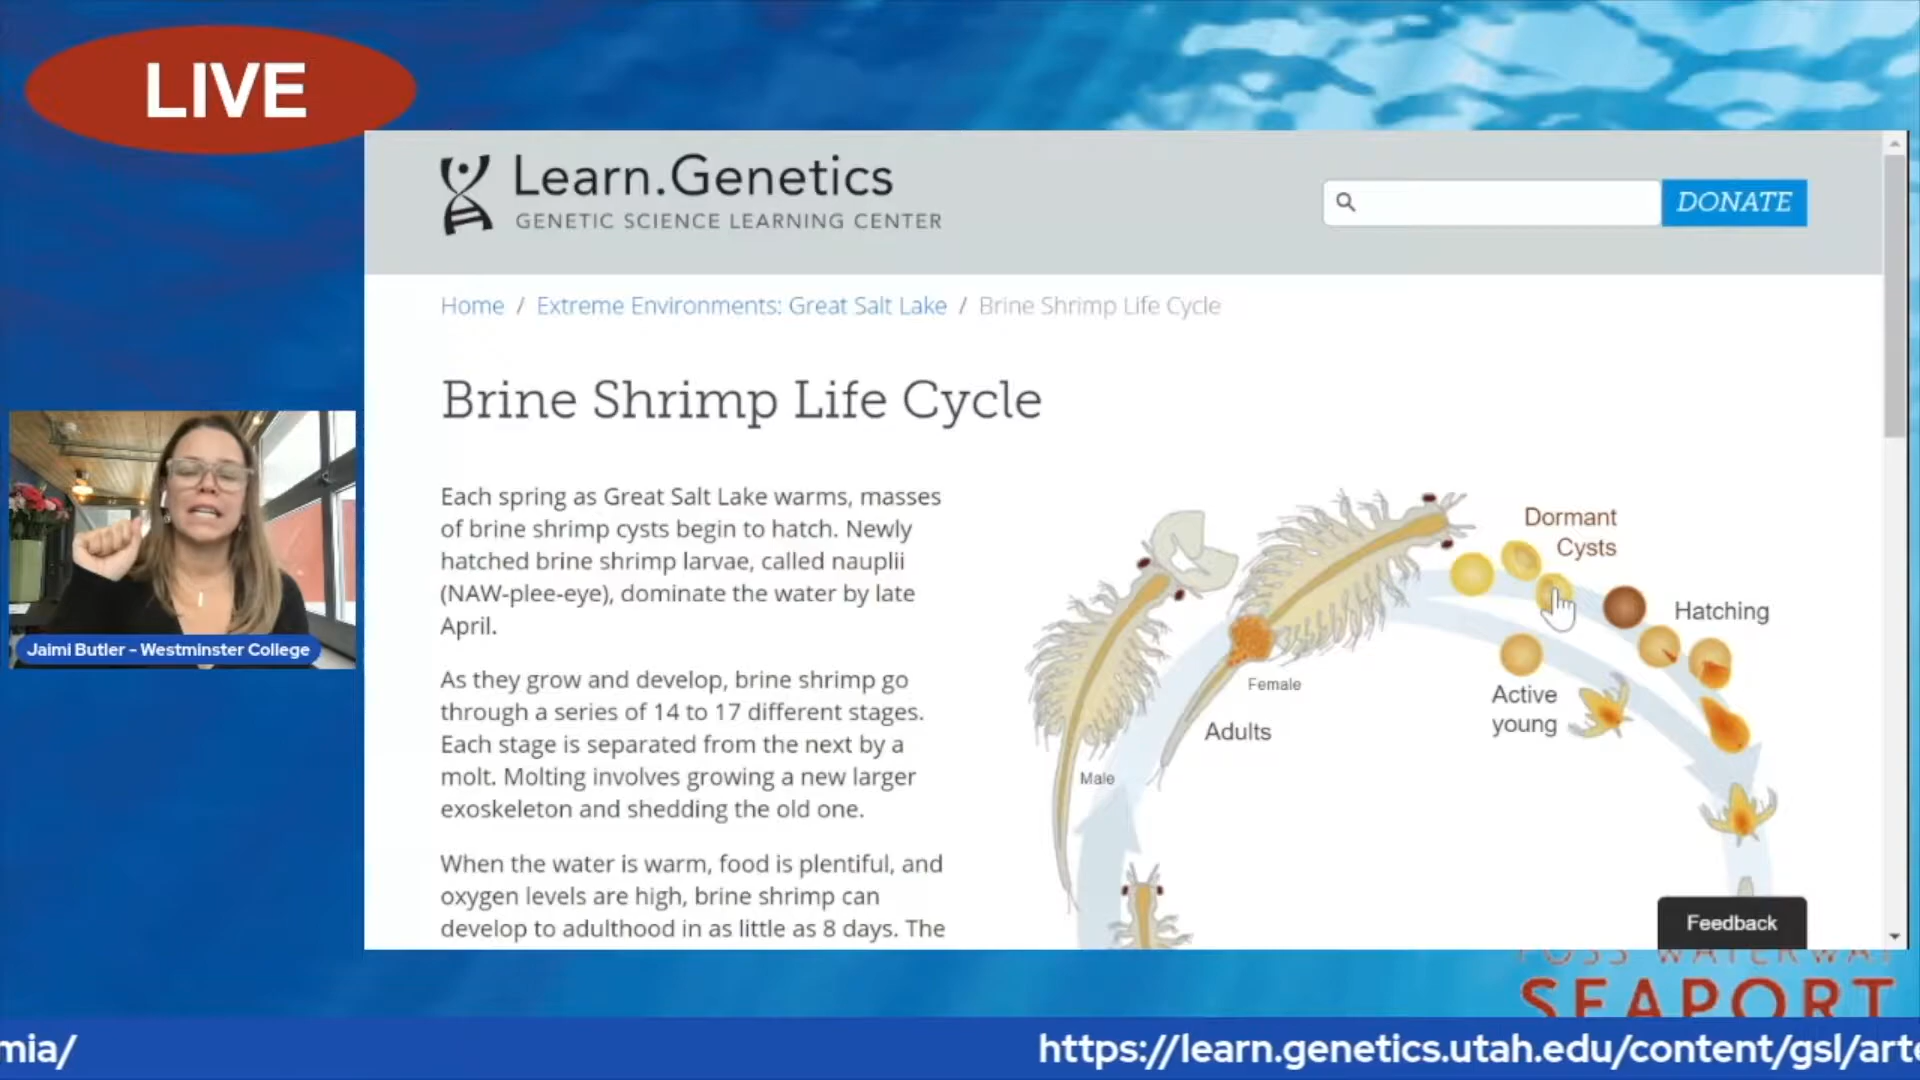 LIVE
Learn.Genetics
GENETIC SCIENCE LEARNING CENTER
DONATE
Home / Extreme Environments: Great Salt Lake / Brine Shrimp Life Cycle
Brine Shrimp Life Cycle
Each spring as Great Salt Lake warms, masses
of brine shrimp cysts begin to hatch. Newly
hatched brine shrimp larvae, called nauplii
(NAW-plee-eye), dominate the water by late
April.
As they grow and develop, brine shrimp go
through a series of 14 to 17 different stages.
Each stage is separated from the next by a
molt. Molting involves growing a new larger
exoskeleton and shedding the old one.
When the water is warm, food is plentiful, and
oxygen levels are high, brine shrimp can
develop to adulthood in as little as 8 days. The
Dormant
Cysts
Hatching
Active
young
Female
Adults
Male
Feedback
Jaimi Butler - Westminster College
FOSS WATERWAY
SEAPORT
mia/
https://learn.genetics.utah.edu/content/gsl/arte